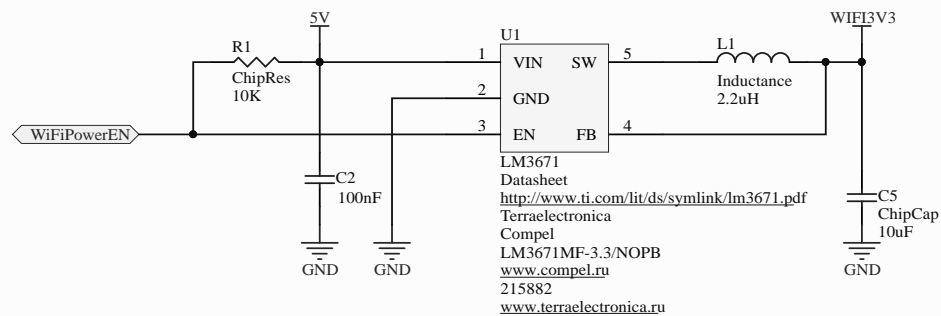 5V
WIFI3V3
R1
ChipRes
10K
U1
1
VIN
SW
5
L1
Inductance
2.2uH
2
GND
WiFiPowerEN
3
EN
FB
4
C2
100nF
LM3671
Datasheet
http://www.ti.com/lit/ds/symlink/lm3671.pdf
Terraelectronica
Compel
LM3671MF-3.3/NOPB
www.compel.ru
215882
www.terraelectronica.ru
C5
ChipCap
10uF
GND
GND
GND